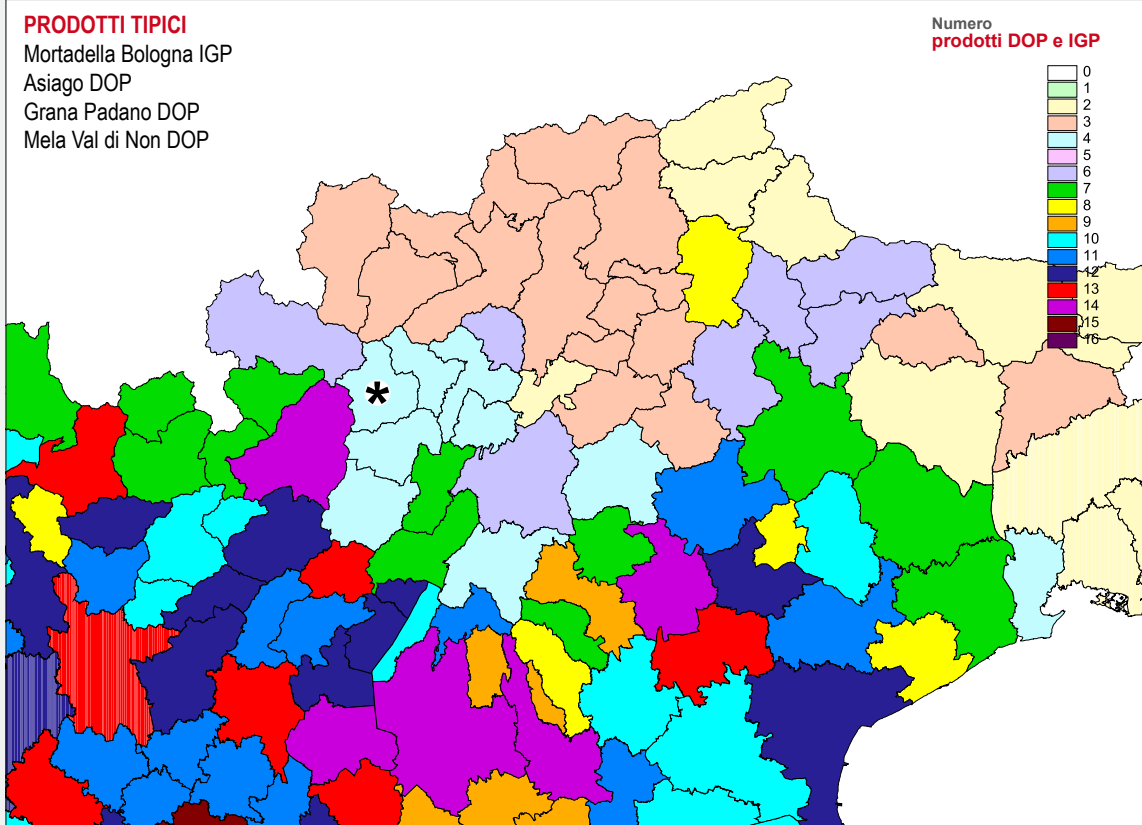 PRODOTTI TIPICI
Mortadella Bologna IGP
Asiago DOP
Grana Padano DOP
Mela Val di Non DOP
Numero
prodotti DOP e IGP
0
1
2
3
4
5
6
7
8
9
10
11
12
13
14
15
16
*